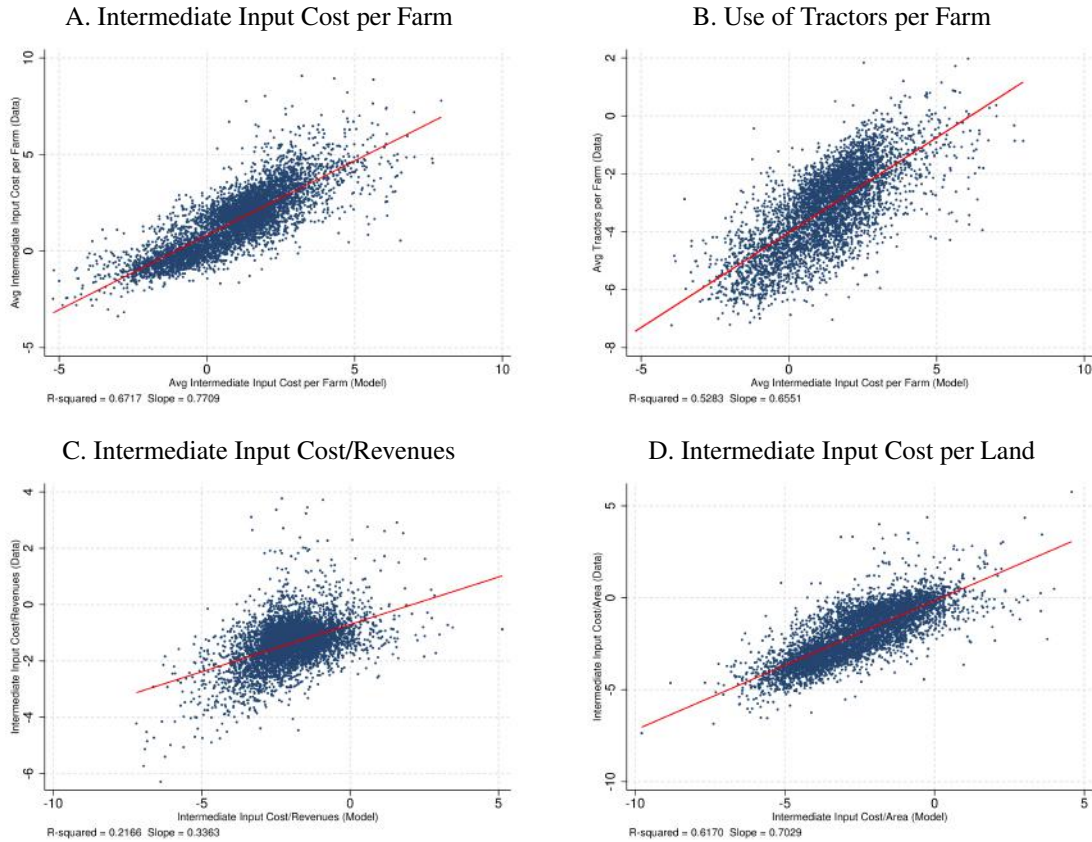 A. Intermediate Input Cost per Farm
10
5
0
-5
Avg Intermediate Input Cost per Farm (Data)
-5 0 5 10
Avg Intermediate Input Cost per Farm (Model)
R-squared = 0.6717 Slope = 0.7709
B. Use of Tractors per Farm
2
0
-2
-4
-6
-8
Avg Tractors per Farm (Data)
-5 0 5 10
Avg Intermediate Input Cost per Farm (Model)
R-squared = 0.5283 Slope = 0.6551
C. Intermediate Input Cost/Revenues
4
2
0
-2
-4
-6
Intermediate Input Cost/Revenues (Data)
-10 -5 0 5
Intermediate Input Cost/Revenues (Model)
R-squared = 0.2166 Slope = 0.3363
D. Intermediate Input Cost per Land
5
0
-5
-10
Intermediate Input Cost/Area (Data)
-10 -5 0 5
Intermediate Input Cost/Area (Model)
R-squared = 0.6170 Slope = 0.7029